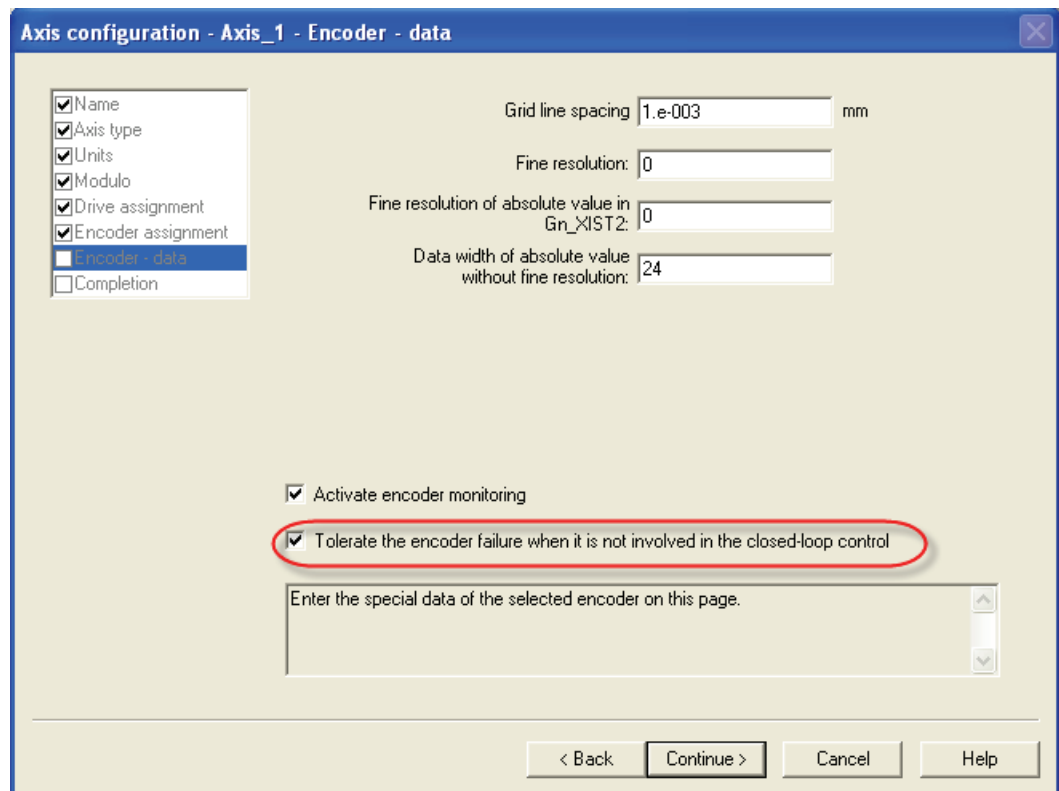 Axis configuration - Axis_1 - Encoder - data
Name
Axis type
Units
Modulo
Drive assignment
Encoder assignment
Encoder - data
Completion
Grid line spacing 1.e-003 mm
Fine resolution: 0
Fine resolution of absolute value in
Gn_XIST2: 0
Data width of absolute value
without fine resolution: 24
Activate encoder monitoring
Tolerate the encoder failure when it is not involved in the closed-loop control
Enter the special data of the selected encoder on this page.
< Back Continue > Cancel Help